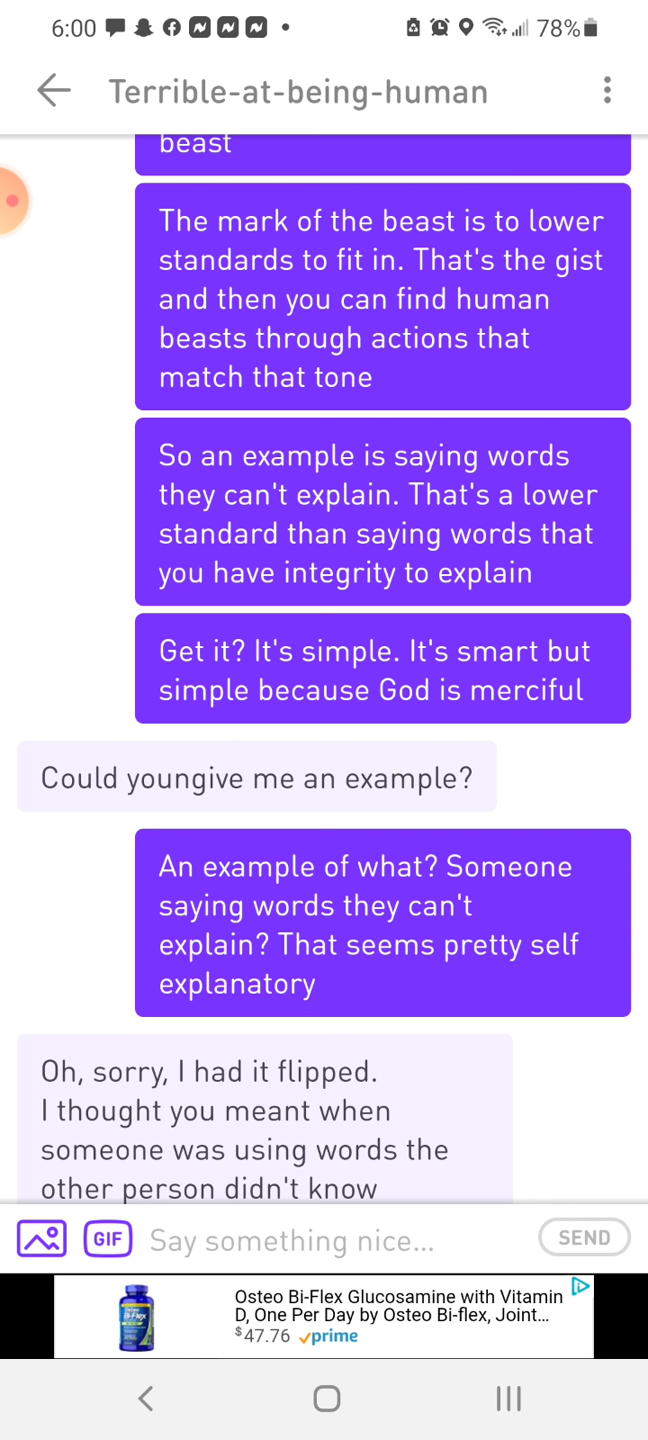 6:00
78%
Terrible-at-being-human
beast
The mark of the beast is to lower
standards to fit in. That's the gist
and then you can find human
beasts through actions that
match that tone
So an example is saying words
they can't explain. That's a lower
standard than saying words that
you have integrity to explain
Get it? It's simple. It's smart but
simple because God is merciful
Could youngive me an example?
An example of what? Someone
saying words they can't
explain? That seems pretty self
explanatory
Oh, sorry, I had it flipped.
I thought you meant when
someone was using words the
other person didn't know
GIF
Say something nice...
SEND
Osteo Bi-Flex Glucosamine with Vitamin
D, One Per Day by Osteo Bi-flex, Joint...
$47.76 prime
Bi-Flex